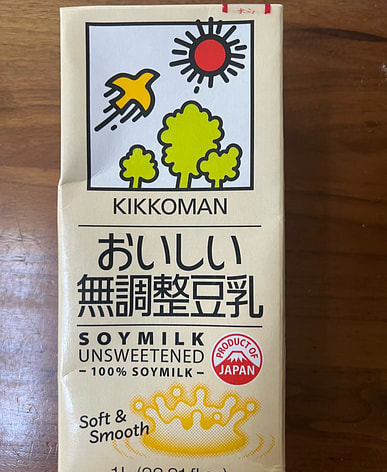 KIKKOMAN
おいしい
無調整豆乳
SOYMILK
UNSWEETENED
- 100% SOYMILK -
PRODUCT OF
JAPAN
Soft &
Smooth